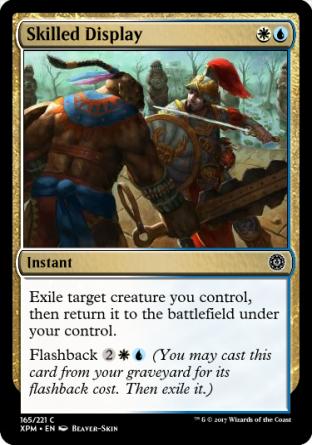 Skilled Display
Instant
Exile target creature you control,
then return it to the battlefield under
your control.
Flashback 2 (You may cast this
card from your graveyard for its
flashback cost. Then exile it.)
165/221 C
XPM • EN Beaver-Skin
™ & © 2017 Wizards of the Coast